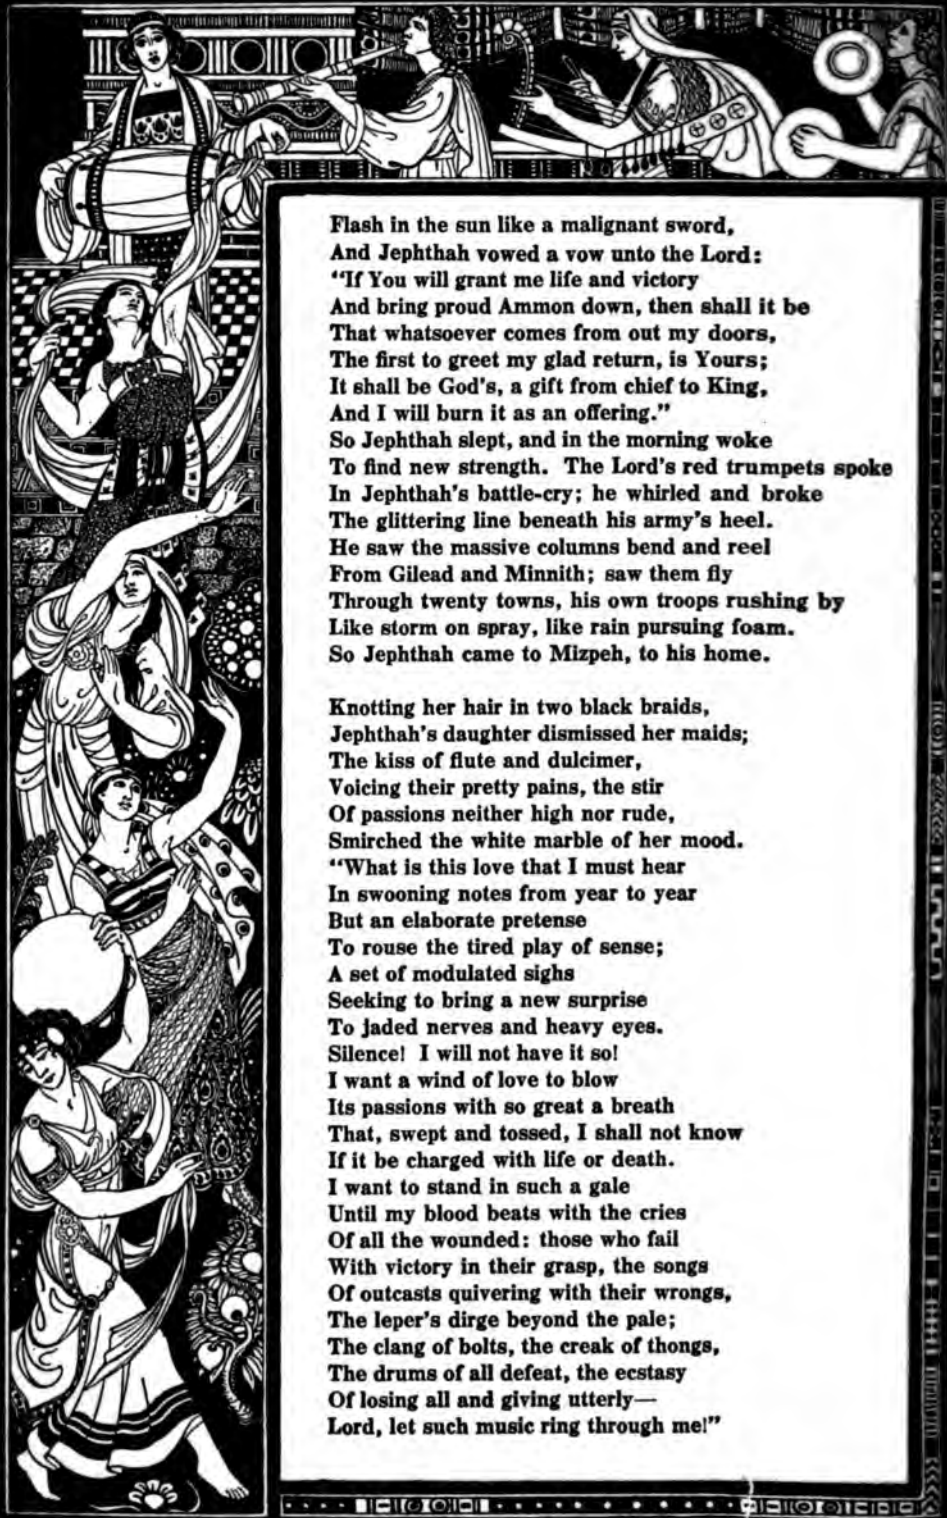 Flash in the sun like a malignant sword,
And Jephthah vowed a vow unto the Lord:
“If You will grant me life and victory
And bring proud Ammon down, then shall it be
That whatsoever comes from out my doors,
The first to greet my glad return, is Yours;
It shall be God's, a gift from chief to King,
And I will burn it as an offering.”
So Jephthah slept, and in the morning woke
To find new strength. The Lord's red trumpets spoke
In Jephthah's battle-cry; he whirled and broke
The glittering line beneath his army's heel.
He saw the massive columns bend and reel
From Gilead and Minnith; saw them fly
Through twenty towns, his own troops rushing by
Like storm on spray, like rain pursuing foam.
So Jephthah came to Mizpeh, to his home.

Knotting her hair in two black braids,
Jephthah's daughter dismissed her maids;
The kiss of flute and dulcimer,
Voicing their pretty pains, the stir
Of passions neither high nor rude,
Smirched the white marble of her mood.
“What is this love that I must hear
In swooning notes from year to year
But an elaborate pretense
To rouse the tired play of sense;
A set of modulated sighs
Seeking to bring a new surprise
To jaded nerves and heavy eyes.
Silence! I will not have it so!
I want a wind of love to blow
Its passions with so great a breath
That, swept and tossed, I shall not know
If it be charged with life or death.
I want to stand in such a gale
Until my blood beats with the cries
Of all the wounded: those who fail
With victory in their grasp, the songs
Of outcasts quivering with their wrongs,
The leper's dirge beyond the pale;
The clang of bolts, the creak of thongs,
The drums of all defeat, the ecstasy
Of losing all and giving utterly—
Lord, let such music ring through me!”